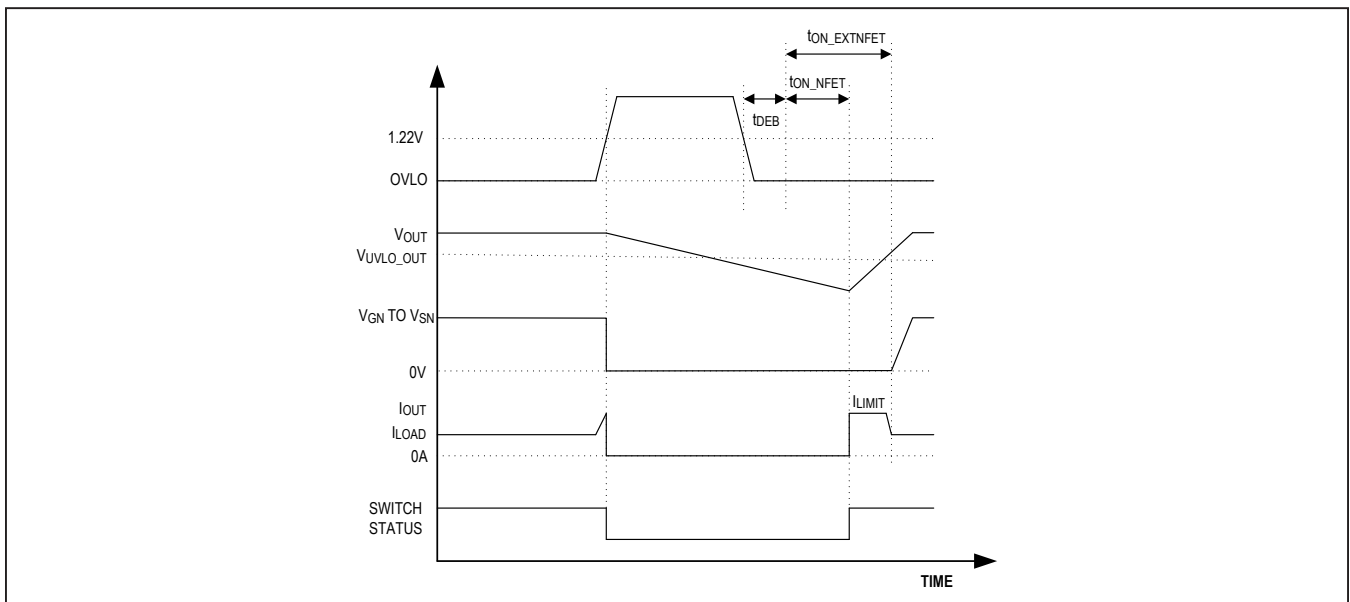 tON_EXTNFET
tON_NFET
tDEB
1.22V
OVLO
VOUT
VUVLO_OUT
VGN TO VSN
0V
IOUT
ILIMIT
ILOAD
0A
SWITCH
STATUS
TIME